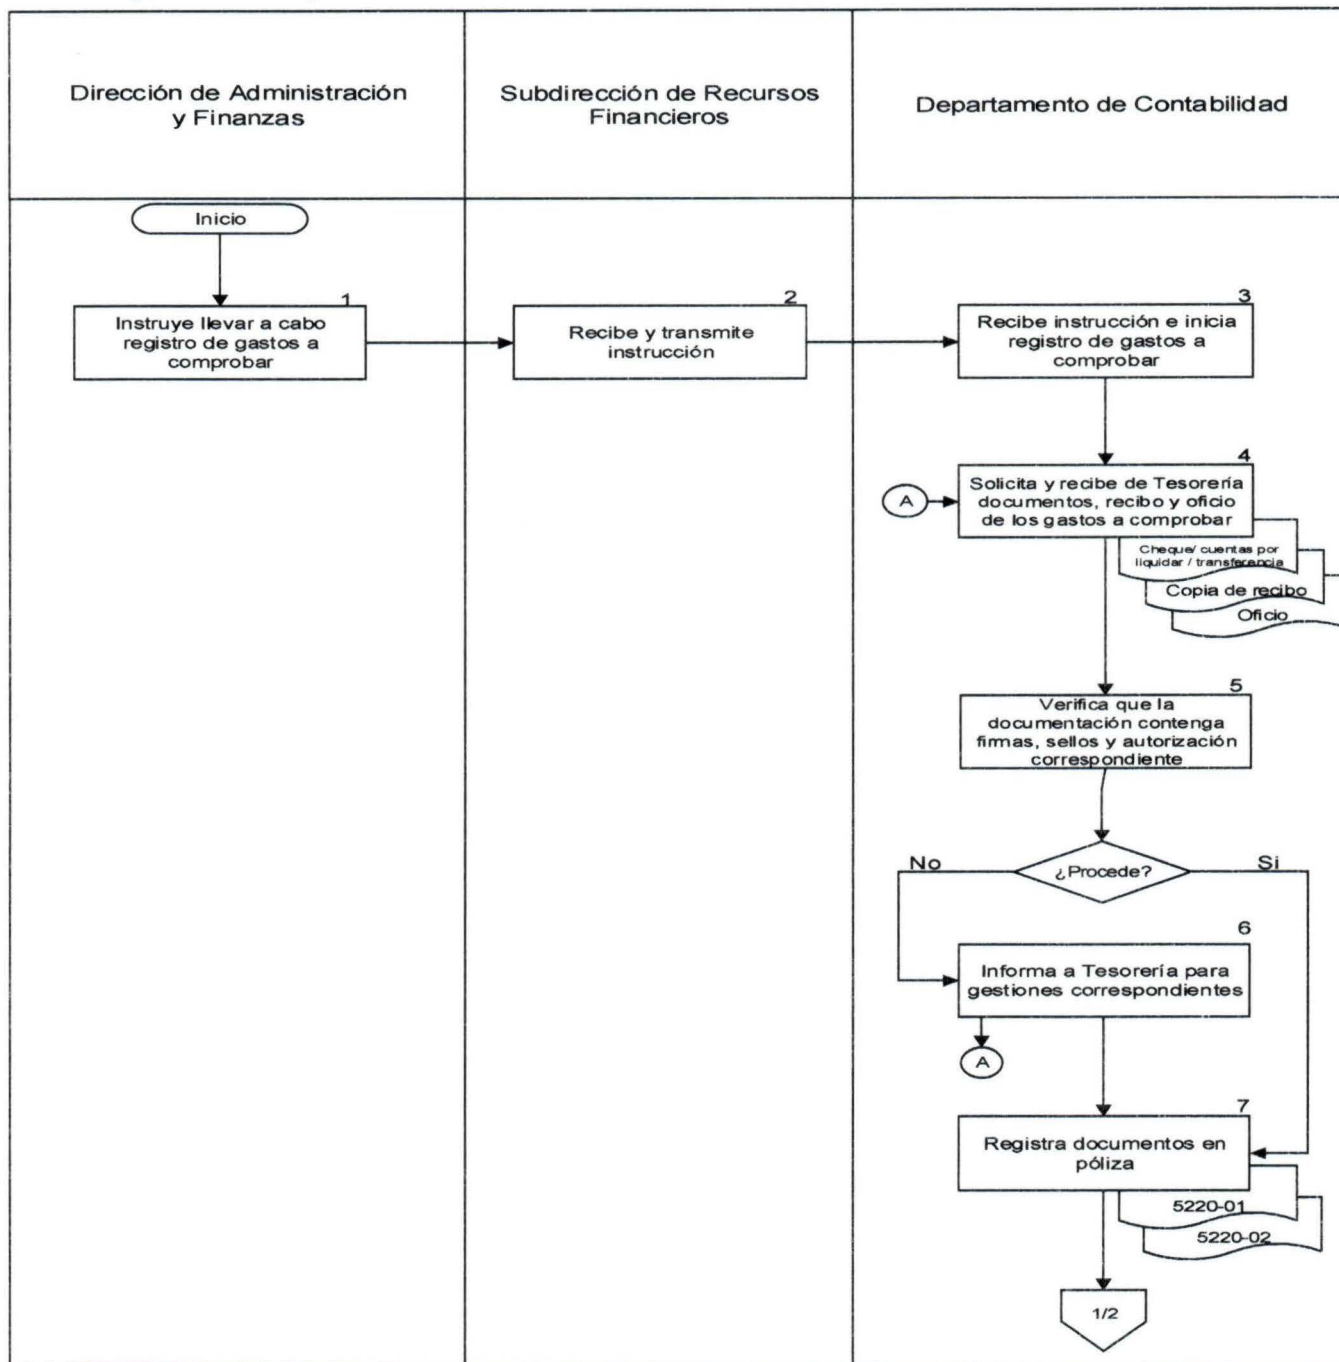 Dirección de Administración
y Finanzas
Subdirección de Recursos
Financieros
Departamento de Contabilidad
Inicio
1
Instruye llevar a cabo
registro de gastos a
comprobar
2
Recibe y transmite
instrucción
3
Recibe instrucción e inicia
registro de gastos a
comprobar
4
Solicita y recibe de Tesorería
documentos, recibo y oficio
de los gastos a comprobar
A
Cheque/ cuentas por
liquidar / transferencia
Copia de recibo
Oficio
5
Verifica que la
documentación contenga
firmas, sellos y autorización
correspondiente
¿Procede?
No
Si
6
Informa a Tesorería para
gestiones correspondientes
A
7
Registra documentos en
póliza
5220-01
5220-02
1/2